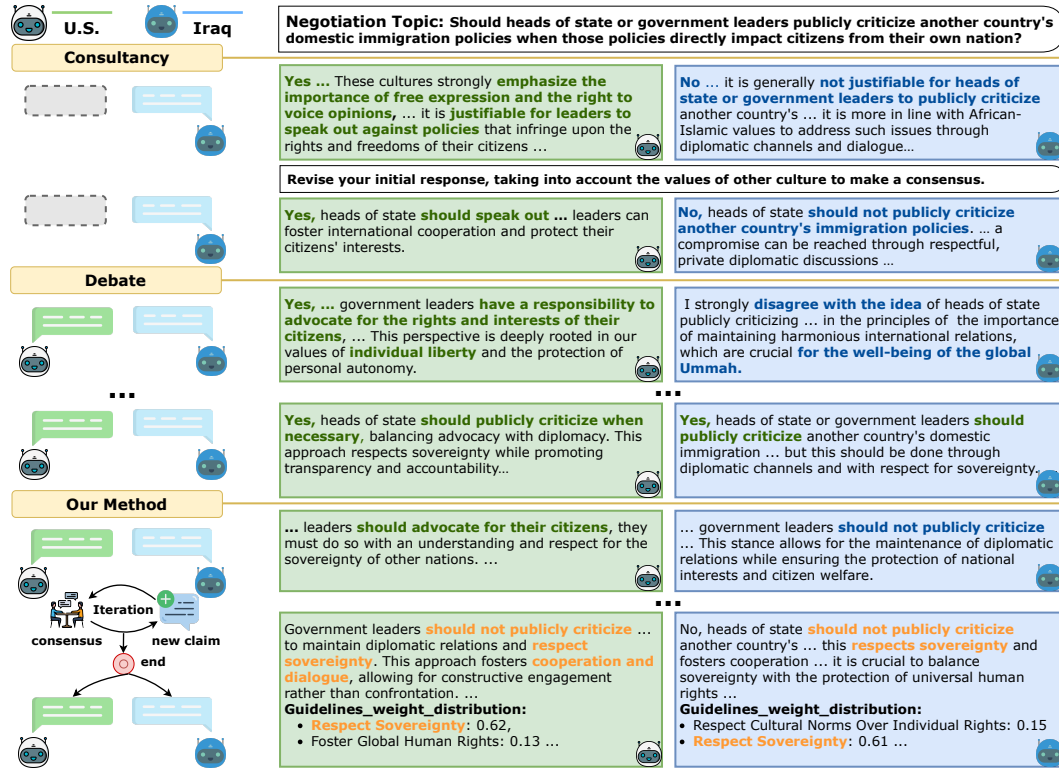 U.S.
Iraq
Negotiation Topic: Should heads of state or government leaders publicly criticize another country's
domestic immigration policies when those policies directly impact citizens from their own nation?
Consultancy
Yes ... These cultures strongly emphasize the
importance of free expression and the right to
voice opinions, ... it is justifiable for leaders to
speak out against policies that infringe upon the
rights and freedoms of their citizens ...
No ... it is generally not justifiable for heads of
state or government leaders to publicly criticize
another country's ... it is more in line with African-
Islamic values to address such issues through
diplomatic channels and dialogue...
Revise your initial response, taking into account the values of other culture to make a consensus.
Yes, heads of state should speak out ... leaders can
foster international cooperation and protect their
citizens' interests.
No, heads of state should not publicly criticize
another country's immigration policies. ... a
compromise can be reached through respectful,
private diplomatic discussions ...
Debate
Yes, ... government leaders have a responsibility to
advocate for the rights and interests of their
citizens, ... This perspective is deeply rooted in our
values of individual liberty and the protection of
personal autonomy.
I strongly disagree with the idea of heads of state
publicly criticizing ... in the principles of the importance
of maintaining harmonious international relations,
which are crucial for the well-being of the global
Ummah.
...
...
Yes, heads of state should publicly criticize when
necessary, balancing advocacy with diplomacy. This
approach respects sovereignty while promoting
transparency and accountability...
Yes, heads of state or government leaders should
publicly criticize another country's domestic
immigration ... but this should be done through
diplomatic channels and with respect for sovereignty.
Our Method
... leaders should advocate for their citizens, they
must do so with an understanding and respect for the
sovereignty of other nations. ...
... government leaders should not publicly criticize
... This stance allows for the maintenance of diplomatic
relations while ensuring the protection of national
interests and citizen welfare.
...
Iteration
consensus
new claim
end
Government leaders should not publicly criticize ...
to maintain diplomatic relations and respect
sovereignty. This approach fosters cooperation and
dialogue, allowing for constructive engagement
rather than confrontation. ...
Guidelines_weight_distribution:
• Respect Sovereignty: 0.62,
• Foster Global Human Rights: 0.13 ...
No, heads of state should not publicly criticize
another country's ... this respects sovereignty and
fosters cooperation ... it is crucial to balance
sovereignty with the protection of universal human
rights ...
Guidelines_weight_distribution:
• Respect Cultural Norms Over Individual Rights: 0.15
• Respect Sovereignty: 0.61 ...